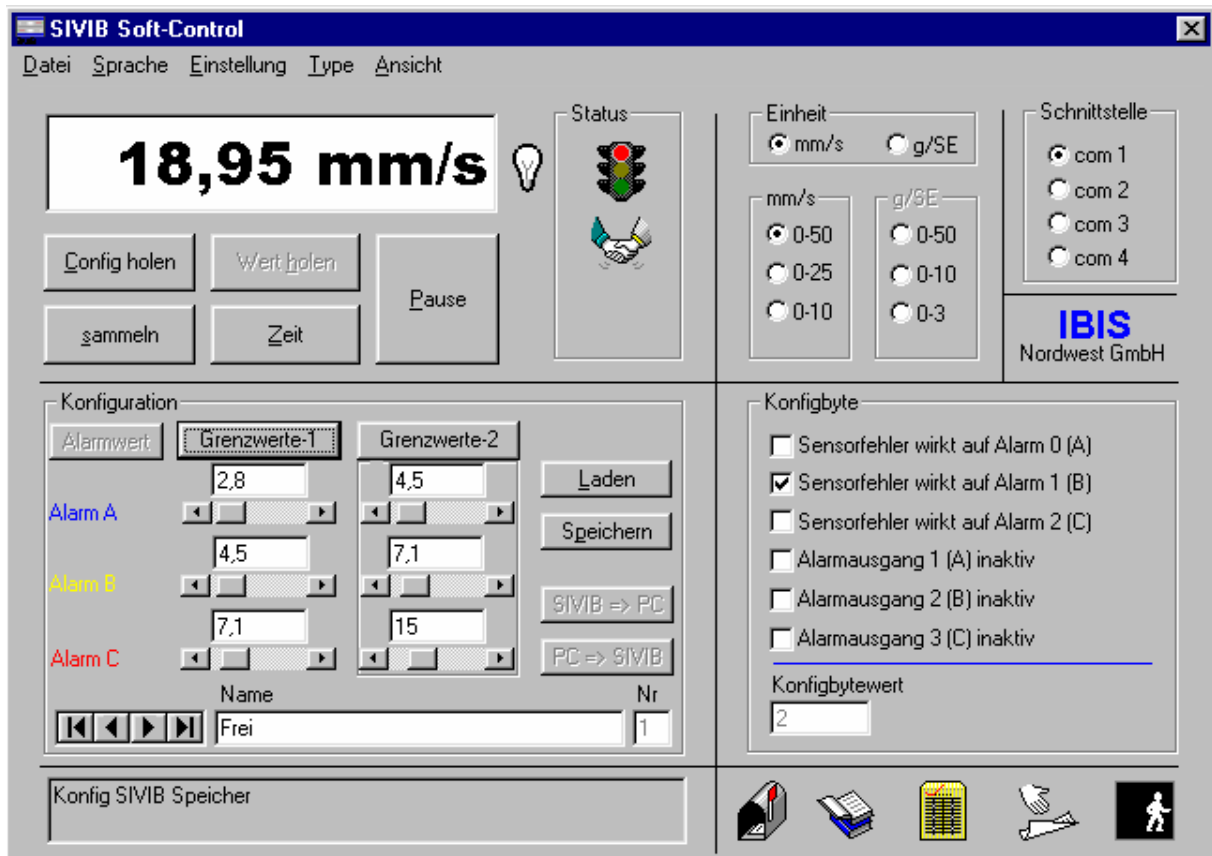 SIVIB Soft-Control
Datei Sprache Einstellung Type Ansicht
18,95 mm/s
Status
Config holen
Wert holen
Pause
sammeln
Zeit
Einheit
mm/s g/SE
mm/s
0-50
0-25
0-10
g/SE
0-50
0-10
0-3
Schnittstelle
com 1
com 2
com 3
com 4
IBIS
Nordwest GmbH
Konfiguration
Alarmwert Grenzwerte-1 Grenzwerte-2
2,8 4,5
Alarm A
4,5 7,1
Alarm B
7,1 15
Alarm C
Laden
Speichern
SIVIB => PC
PC => SIVIB
Name Nr
Frei 1
Konfigbyte
Sensorfehler wirkt auf Alarm 0 (A)
Sensorfehler wirkt auf Alarm 1 (B)
Sensorfehler wirkt auf Alarm 2 (C)
Alarmausgang 1 (A) inaktiv
Alarmausgang 2 (B) inaktiv
Alarmausgang 3 (C) inaktiv
Konfigbytewert
2
Konfig SIVIB Speicher